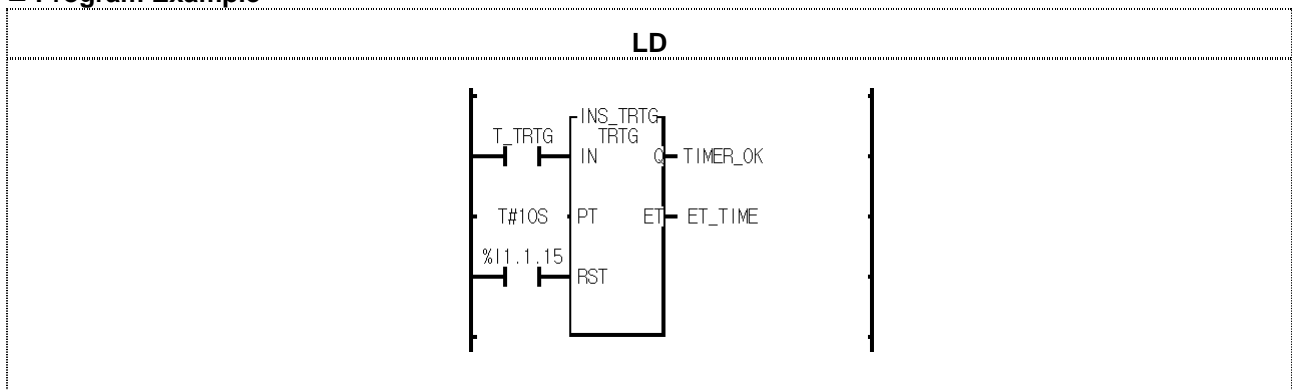 Program Example
LD
INS_TRTG
T_TRTG TRTG
IN Q TIMER_OK
T#10S PT ET ET_TIME
%I1.1.15
RST